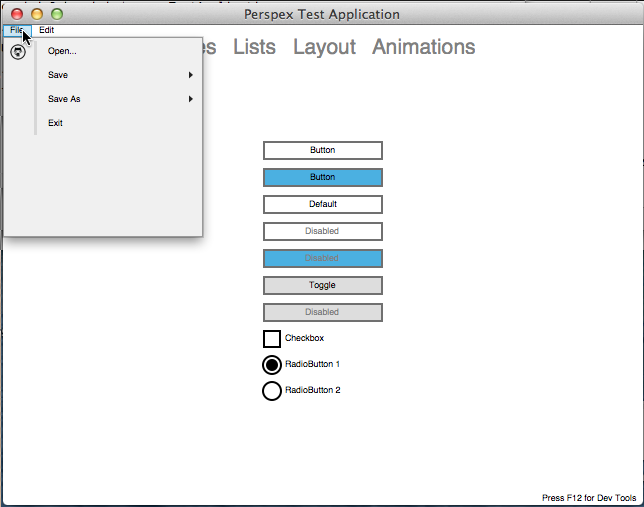 Perspex Test Application
File Edit
Lists Layout Animations
Open...
Save
Save As
Exit
Button
Button
Default
Disabled
Disabled
Toggle
Disabled
Checkbox
RadioButton 1
RadioButton 2
Press F12 for Dev Tools